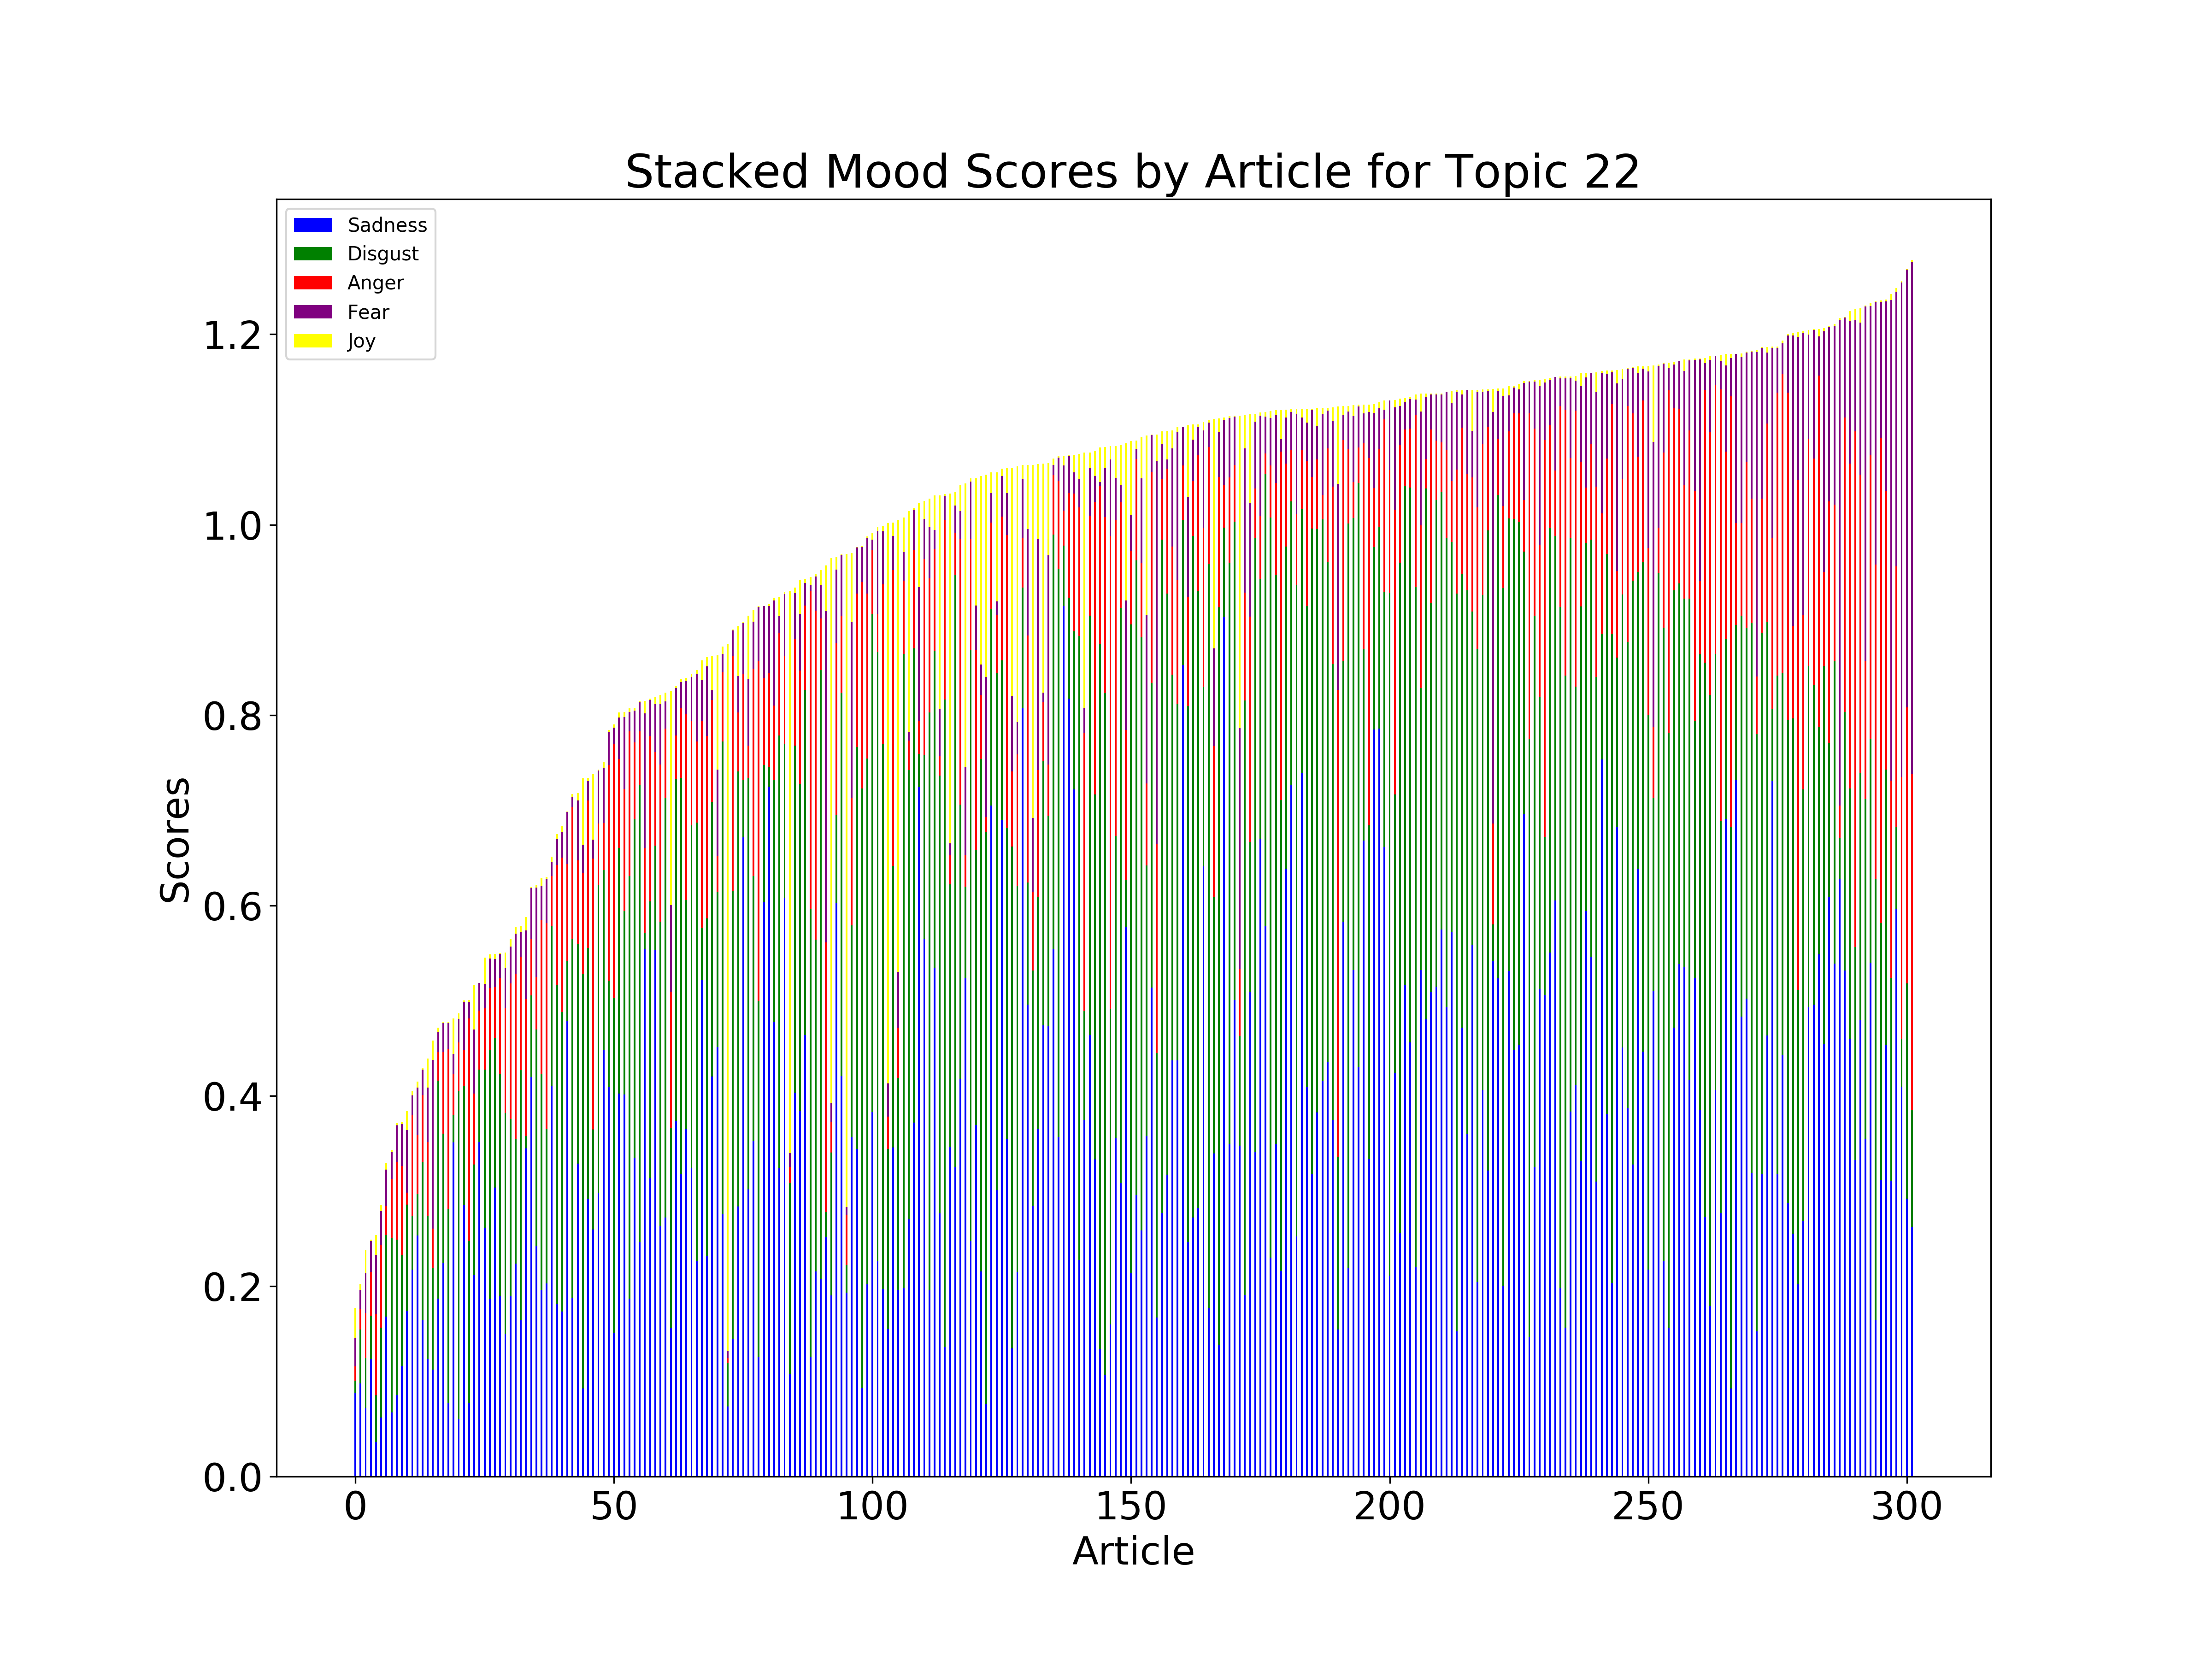 Stacked Mood Scores by Article for Topic 22
Sadness
Disgust
Anger
Fear
Joy
1.2
1.0
0.8
0.6
0.4
0.2
0.0
Scores
0 50 100 150 200 250 300
Article